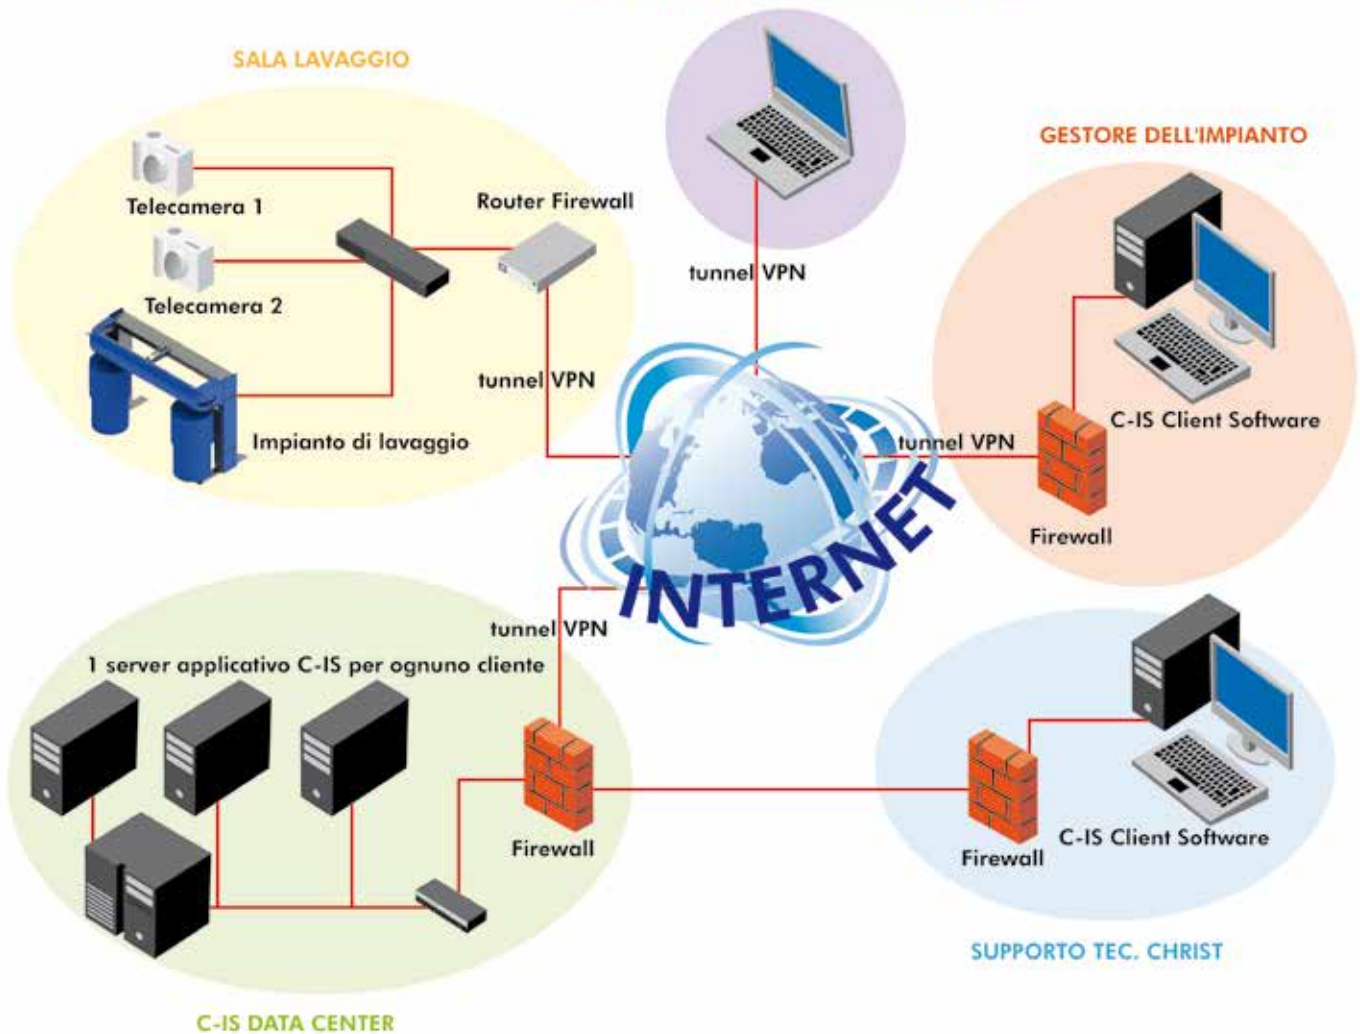 SALA LAVAGGIO
GESTORE DELL'IMPIANTO
Telecamera 1
Router Firewall
tunnel VPN
Telecamera 2
tunnel VPN
Impianto di lavaggio
tunnel VPN
C-IS Client Software
Firewall
INTERNET
tunnel VPN
1 server applicativo C-IS per ognuno cliente
Firewall
C-IS Client Software
Firewall
SUPPORTO TEC. CHRIST
C-IS DATA CENTER